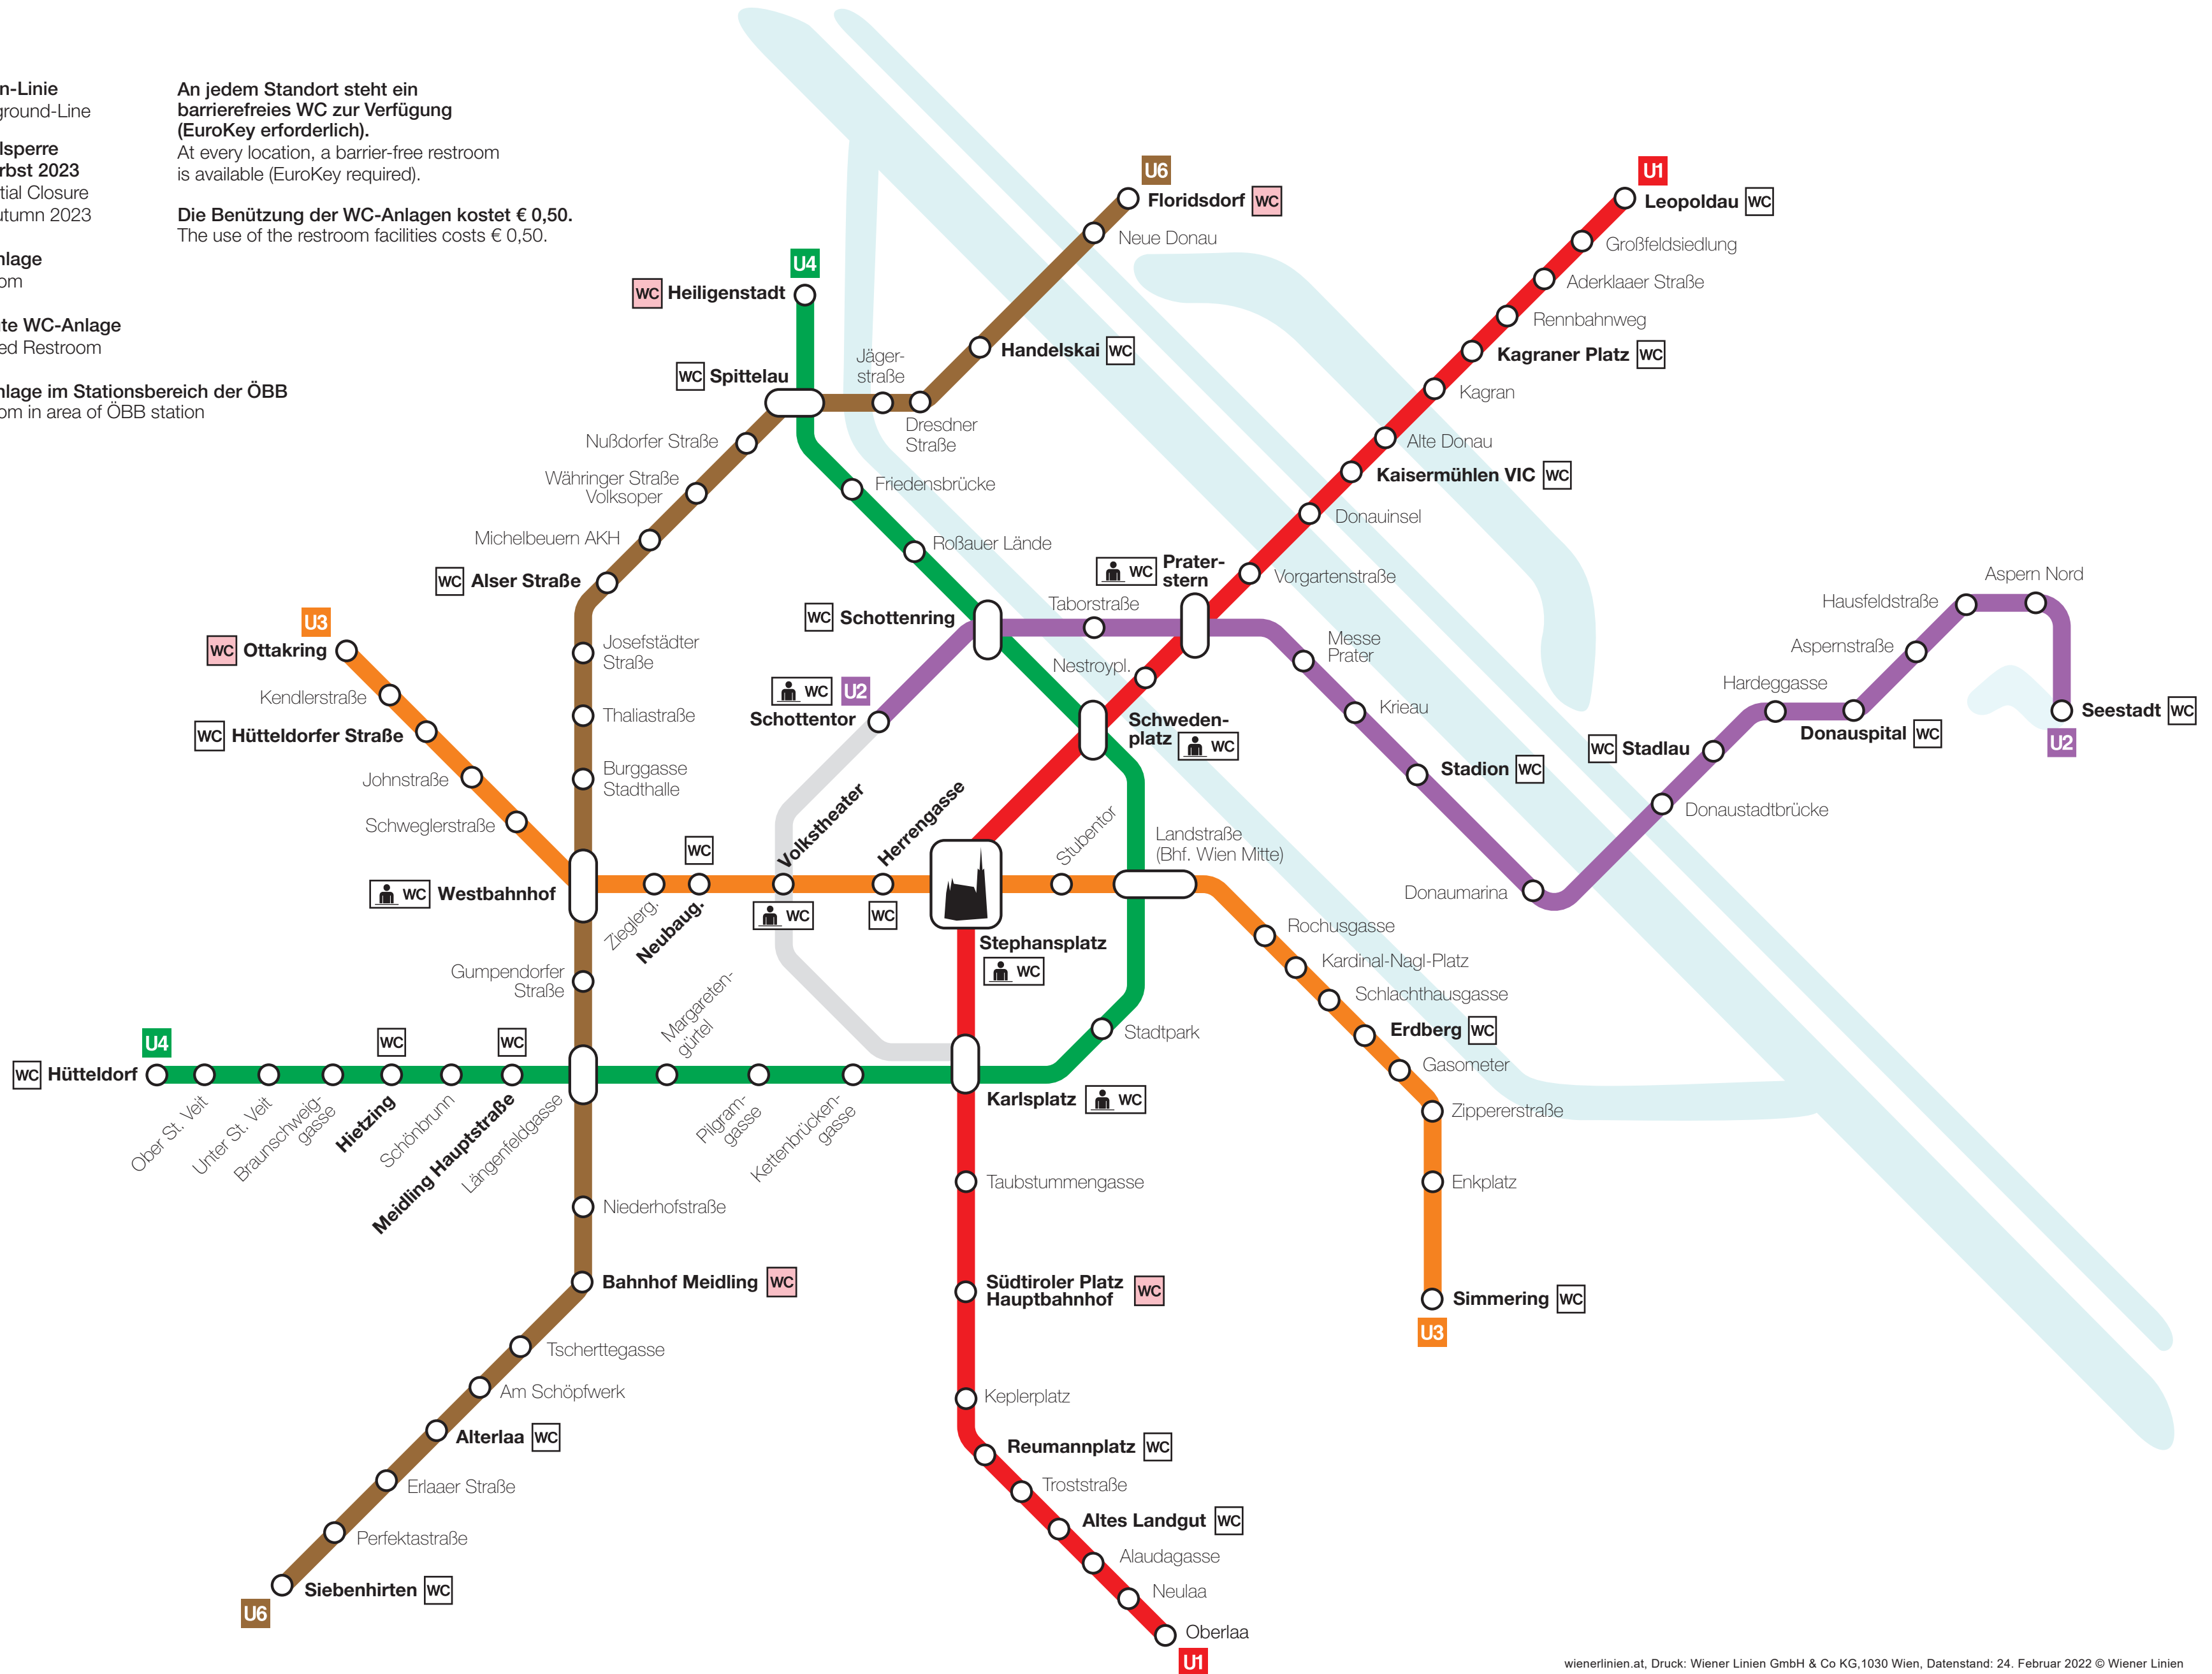 n-Linie
ground-Line
lsperre
rbst 2023
tial Closure
utumn 2023
nlage
om
te WC-Anlage
ed Restroom
nlage im Stationsbereich der ÖBB
om in area of ÖBB station
An jedem Standort steht ein
barrierefreies WC zur Verfügung
(EuroKey erforderlich).
At every location, a barrier-free restroom
is available (EuroKey required).
Die Benützung der WC-Anlagen kostet € 0,50.
The use of the restroom facilities costs € 0,50.
U6
Floridsdorf WC
Neue Donau
Handelskai WC
Dresdner
Straße
Jäger-
straße
WC Spittelau
Nußdorfer Straße
Währinger Straße
Volksoper
Michelbeuern AKH
WC Alser Straße
Josefstädter
Straße
Thaliastraße
Burggasse
Stadthalle
WC Westbahnhof
Gumpendorfer
Straße
Längenfeldgasse
Niederhofstraße
Bahnhof Meidling WC
Tscherttegasse
Am Schöpfwerk
Alterlaa WC
Erlaaer Straße
Perfektastraße
Siebenhirten WC
U6
U1
Leopoldau WC
Großfeldsiedlung
Aderklaaer Straße
Rennbahnweg
Kagraner Platz WC
Kagran
Alte Donau
Kaisermühlen VIC WC
Donauinsel
Vorgartenstraße
WC Prater-
stern
Nestroypl.
Schweden-
platz WC
Stephansplatz
WC
Karlsplatz WC
Taubstummengasse
Südtiroler Platz
Hauptbahnhof WC
Keplerplatz
Reumannplatz WC
Troststraße
Altes Landgut WC
Alaudagasse
Neulaa
Oberlaa
U1
U4
WC Heiligenstadt
Friedensbrücke
Roßauer Lände
WC Schottenring
Landstraße
(Bhf. Wien Mitte)
Stadtpark
Kettenbrücken-
gasse
Pilgram-
gasse
Margareten-
gürtel
WC
Meidling Hauptstraße
Schönbrunn
WC
Hietzing
Braunschweig-
gasse
Unter St. Veit
Ober St. Veit
U4
WC Hütteldorf
U3
WC Ottakring
Kendlerstraße
WC Hütteldorfer Straße
Johnstraße
Schweglerstraße
Zieglerg.
WC
Neubaug.
Volkstheater
WC
Herrengasse
WC
Stubentor
Rochusgasse
Kardinal-Nagl-Platz
Schlachthausgasse
Erdberg WC
Gasometer
Zippererstraße
Enkplatz
Simmering WC
U3
WC U2
Schottentor
Taborstraße
Messe
Prater
Krieau
Stadion WC
Donaumarina
Donaustadtbrücke
WC Stadlau
Hardeggasse
Donauspital WC
Aspernstraße
Hausfeldstraße
Aspern Nord
Seestadt WC
U2
wienerlinien.at, Druck: Wiener Linien GmbH & Co KG,1030 Wien, Datenstand: 24. Februar 2022 © Wiener Linien